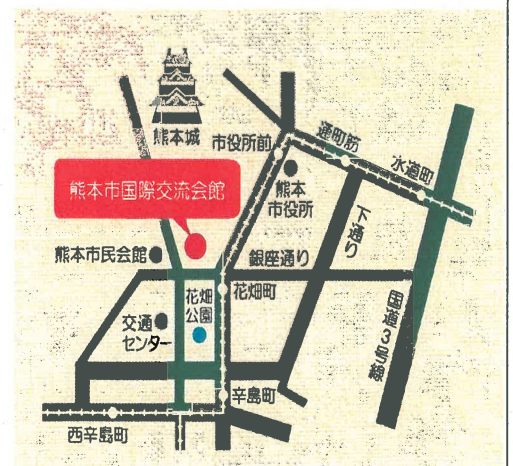 熊本城
市役所前
通町筋
水道町
熊本市国際交流会館
熊本
市役所
下通り
熊本市民会館
銀座通り
花畑町
花畑
公園
交通
センター
国道3号線
辛島町
西辛島町